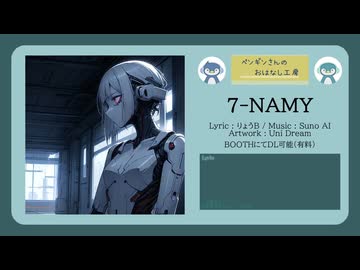 ペンギンさんの
おはなし工房
7-NAMY
Lyric : りょうB / Music : Suno AI
Artwork : Uni Dream
BOOTHにてDL可能(有料)
Lyric